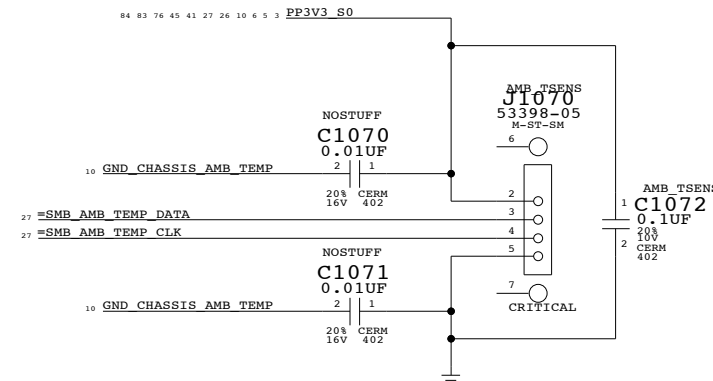 84 83 76 45 41 27 26 10 6 5 3 PP3V3_S0
AMB_TSENS
J1070
53398-05
M-ST-SM
NOSTUFF
C1070
0.01UF
6
10 GND_CHASSIS_AMB_TEMP
2 1
20% CERM
16V 402
2
3
4
5
27 =SMB_AMB_TEMP_DATA
27 =SMB_AMB_TEMP_CLK
1
AMB_TSENS
C1072
0.1UF
20%
10V
CERM
402
2
NOSTUFF
C1071
0.01UF
7
CRITICAL
10 GND_CHASSIS_AMB_TEMP
2 1
20% CERM
16V 402